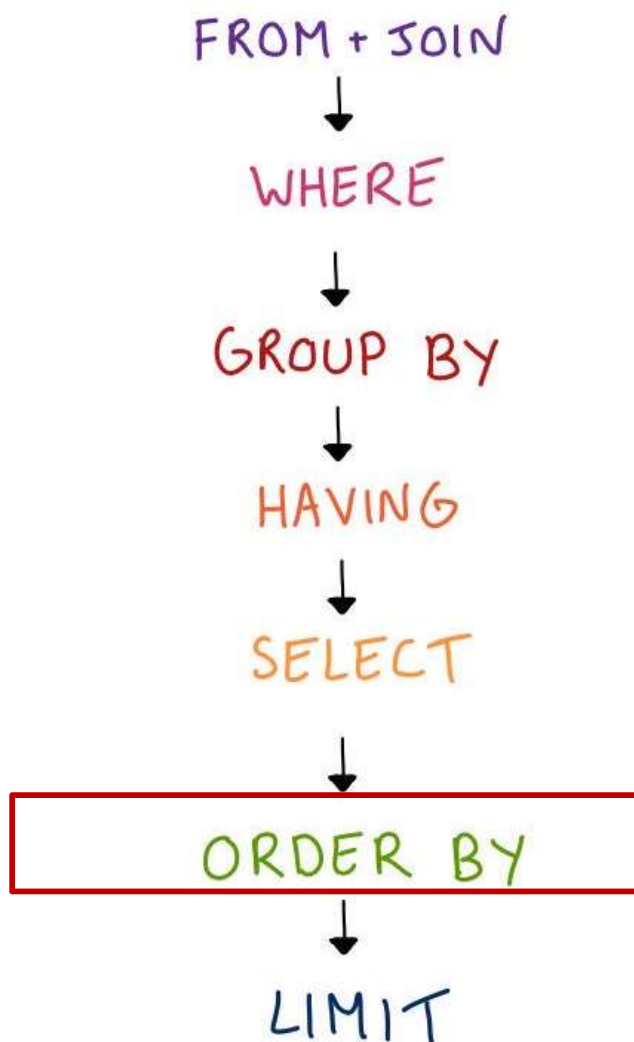 FROM + JOIN
WHERE
GROUP BY
HAVING
SELECT
ORDER BY
LIMIT